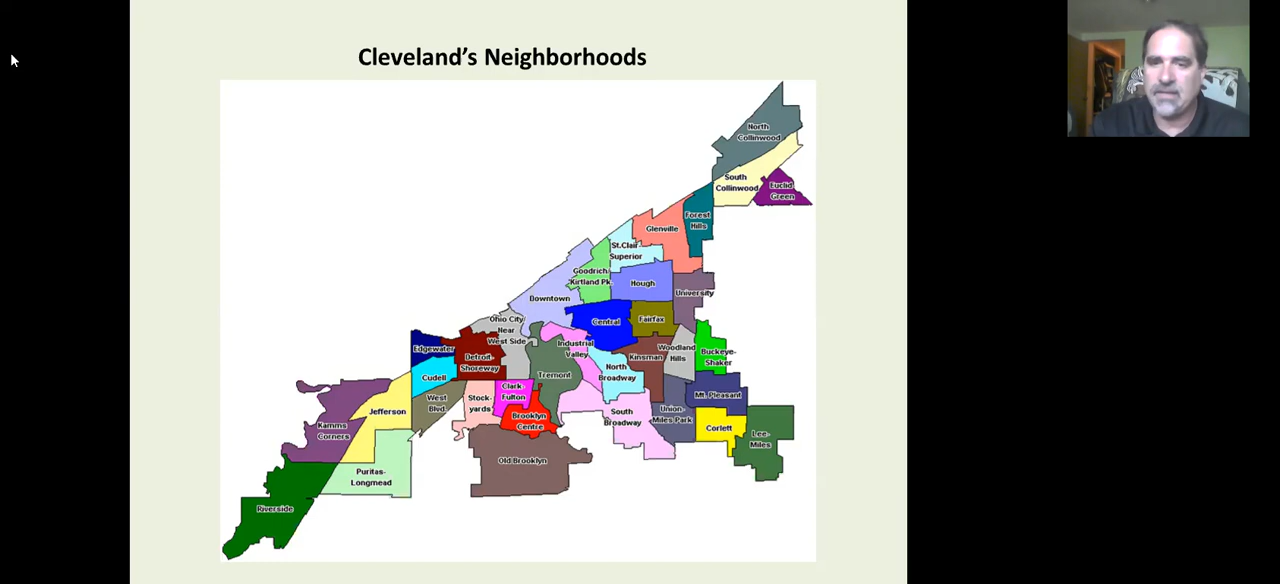 Cleveland's Neighborhoods
North
Collinwood
South
Collinwood
Euclid
Green
Forest
Hills
Glenville
St.Clair-
Superior
Goodrich
Kirtland Pk.
Hough
University
Downtown
Ohio City
Near
West Side
Central
Fairfax
Edgewater
Detroit-
Shoreway
Industrial
Valley
Kinsman
Woodland
Hills
Buckeye-
Shaker
Cudell
Tremont
North
Broadway
West
Blvd.
Stock-
yards
Clark-
Fulton
Mt. Pleasant
Jefferson
Brooklyn
Centre
South
Broadway
Union-
Miles Park
Corlett
Lee-
Miles
Kamms
Corners
Old Brooklyn
Puritas-
Longmead
Riverside